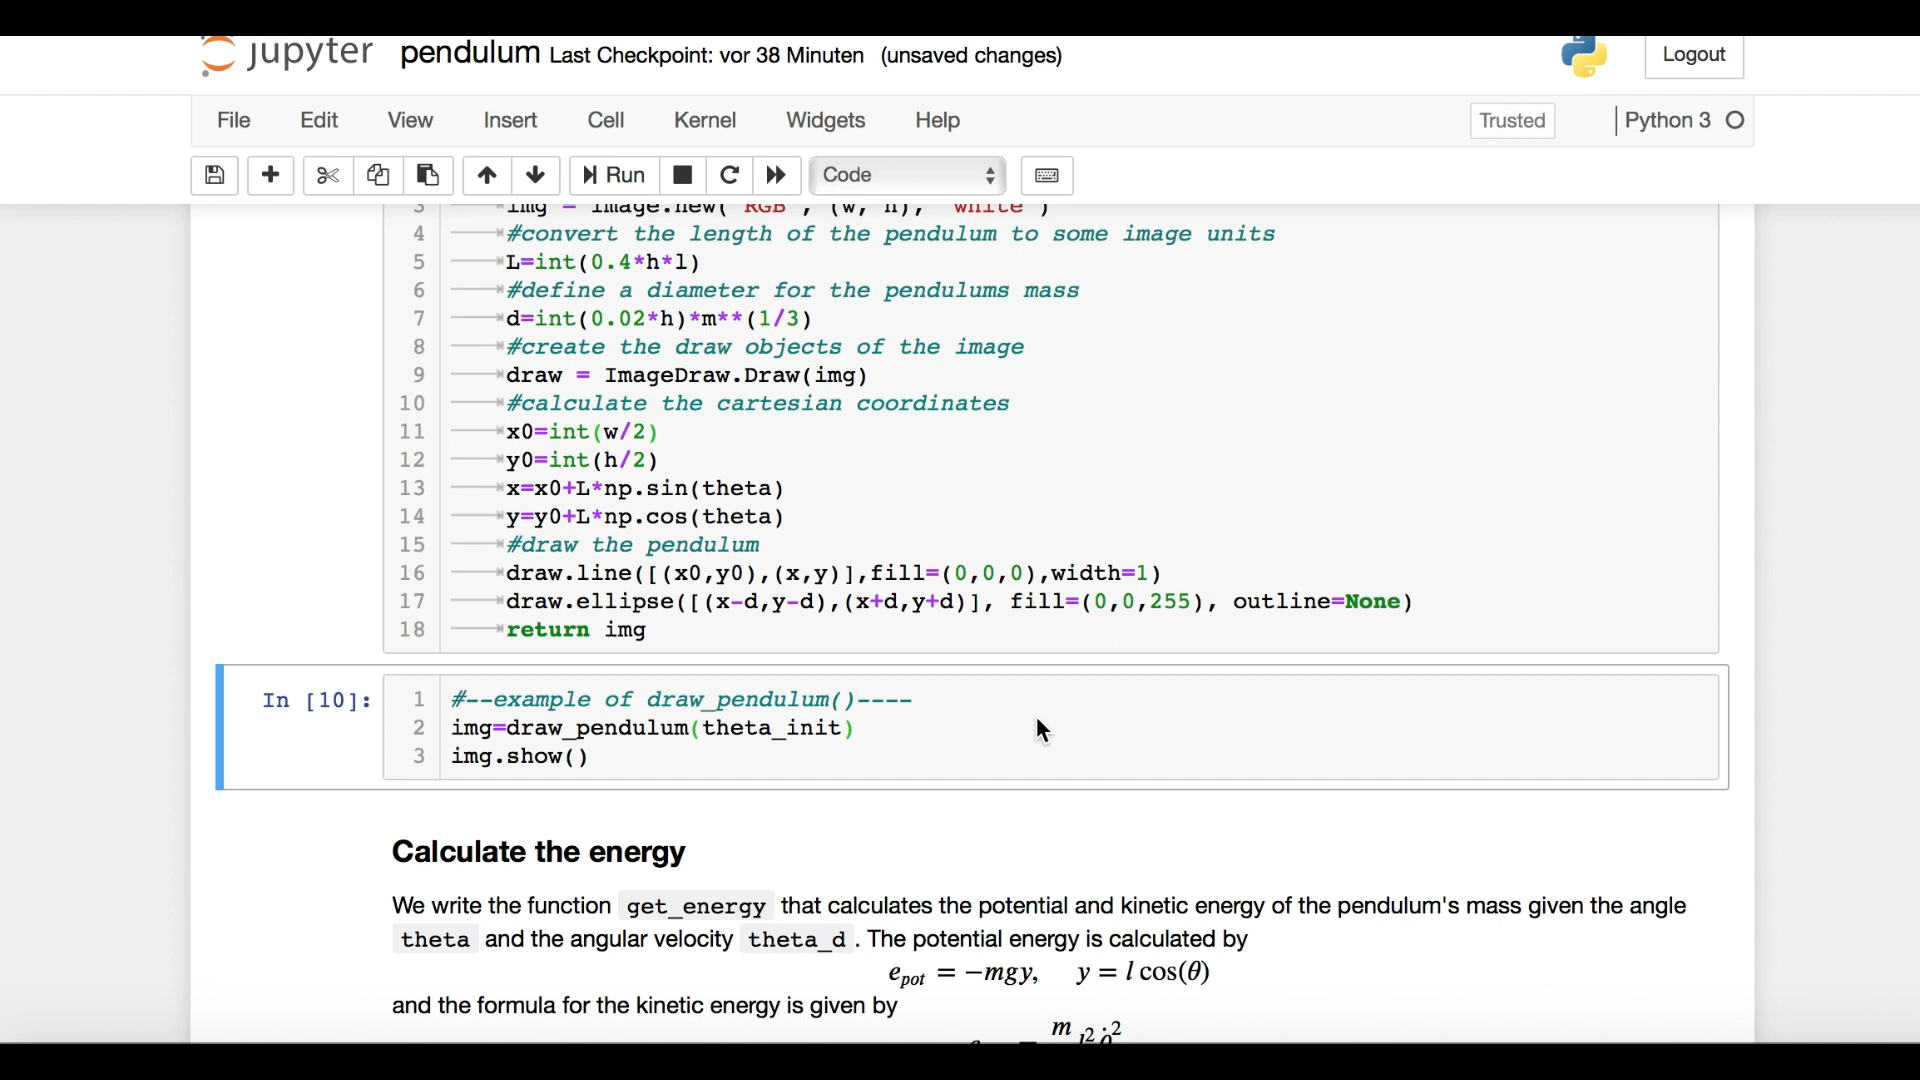 jupyter pendulum Last Checkpoint: vor 38 Minuten (unsaved changes) Logout
File Edit View Insert Cell Kernel Widgets Help Trusted Python 3
Run Code
3 img = Image.new("RGB", (w, h), "white")
4 #convert the length of the pendulum to some image units
5 L=int(0.4*h*l)
6 #define a diameter for the pendulums mass
7 d=int(0.02*h)*m**(1/3)
8 #create the draw objects of the image
9 draw = ImageDraw.Draw(img)
10 #calculate the cartesian coordinates
11 x0=int(w/2)
12 y0=int(h/2)
13 x=x0+L*np.sin(theta)
14 y=y0+L*np.cos(theta)
15 #draw the pendulum
16 draw.line([(x0,y0),(x,y)],fill=(0,0,0),width=1)
17 draw.ellipse([(x-d,y-d),(x+d,y+d)], fill=(0,0,255), outline=None)
18 return img
In [10]: 1 #--example of draw_pendulum()----
2 img=draw_pendulum(theta_init)
3 img.show()
Calculate the energy
We write the function get_energy that calculates the potential and kinetic energy of the pendulum's mass given the angle
theta and the angular velocity theta_d . The potential energy is calculated by
e_pot = −mgy, y = l cos(θ)
and the formula for the kinetic energy is given by